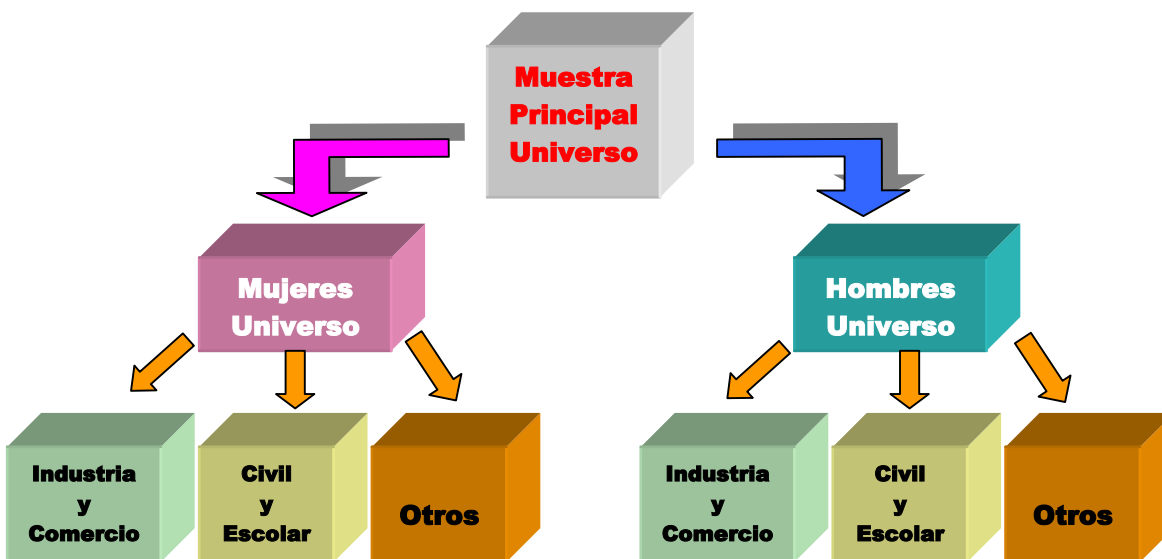 Muestra
Principal
Universo
Mujeres
Universo
Hombres
Universo
Industria
y
Comercio
Civil
y
Escolar
Otros
Industria
y
Comercio
Civil
y
Escolar
Otros